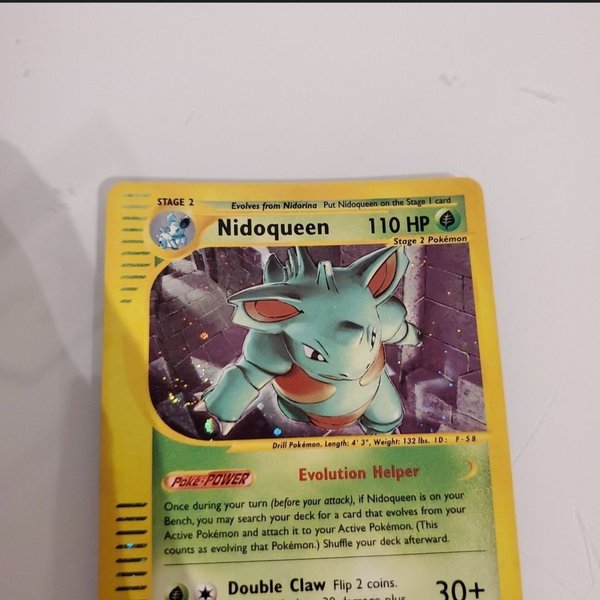 STAGE 2 Evolves from Nidorina Put Nidoqueen on the Stage 1 card
Nidoqueen 110 HP
Stage 2 Pokémon
Drill Pokémon. Length: 4' 3", Weight: 132 lbs. ID: F-58
Poké-POWER Evolution Helper
Once during your turn (before your attack), if Nidoqueen is on your
Bench, you may search your deck for a card that evolves from your
Active Pokémon and attach it to your Active Pokémon. (This
counts as evolving that Pokémon.) Shuffle your deck afterward.
Double Claw Flip 2 coins. 30+
damage plus